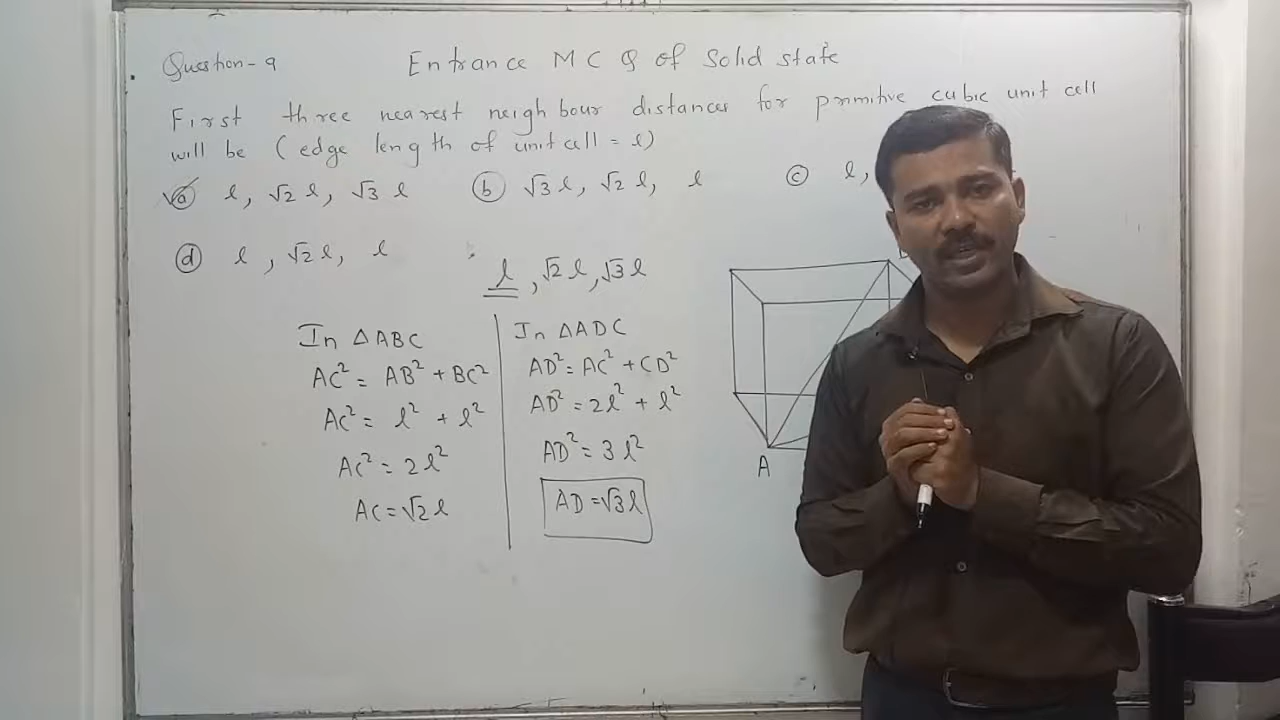 Question-9 Entrance MCQ of Solid state
First three nearest neighbour distances for primitive cubic unit cell
will be (edge length of unit cell = l)
(a) l, √2 l, √3 l (b) √3 l, √2 l, l (c) l,
(d) l, √2 l, l
l, √2 l, √3 l
In △ABC
AC² = AB² + BC²
AC² = l² + l²
AC² = 2l²
AC = √2 l
In △ADC
AD² = AC² + CD²
AD² = 2l² + l²
AD² = 3l²
AD = √3 l
A